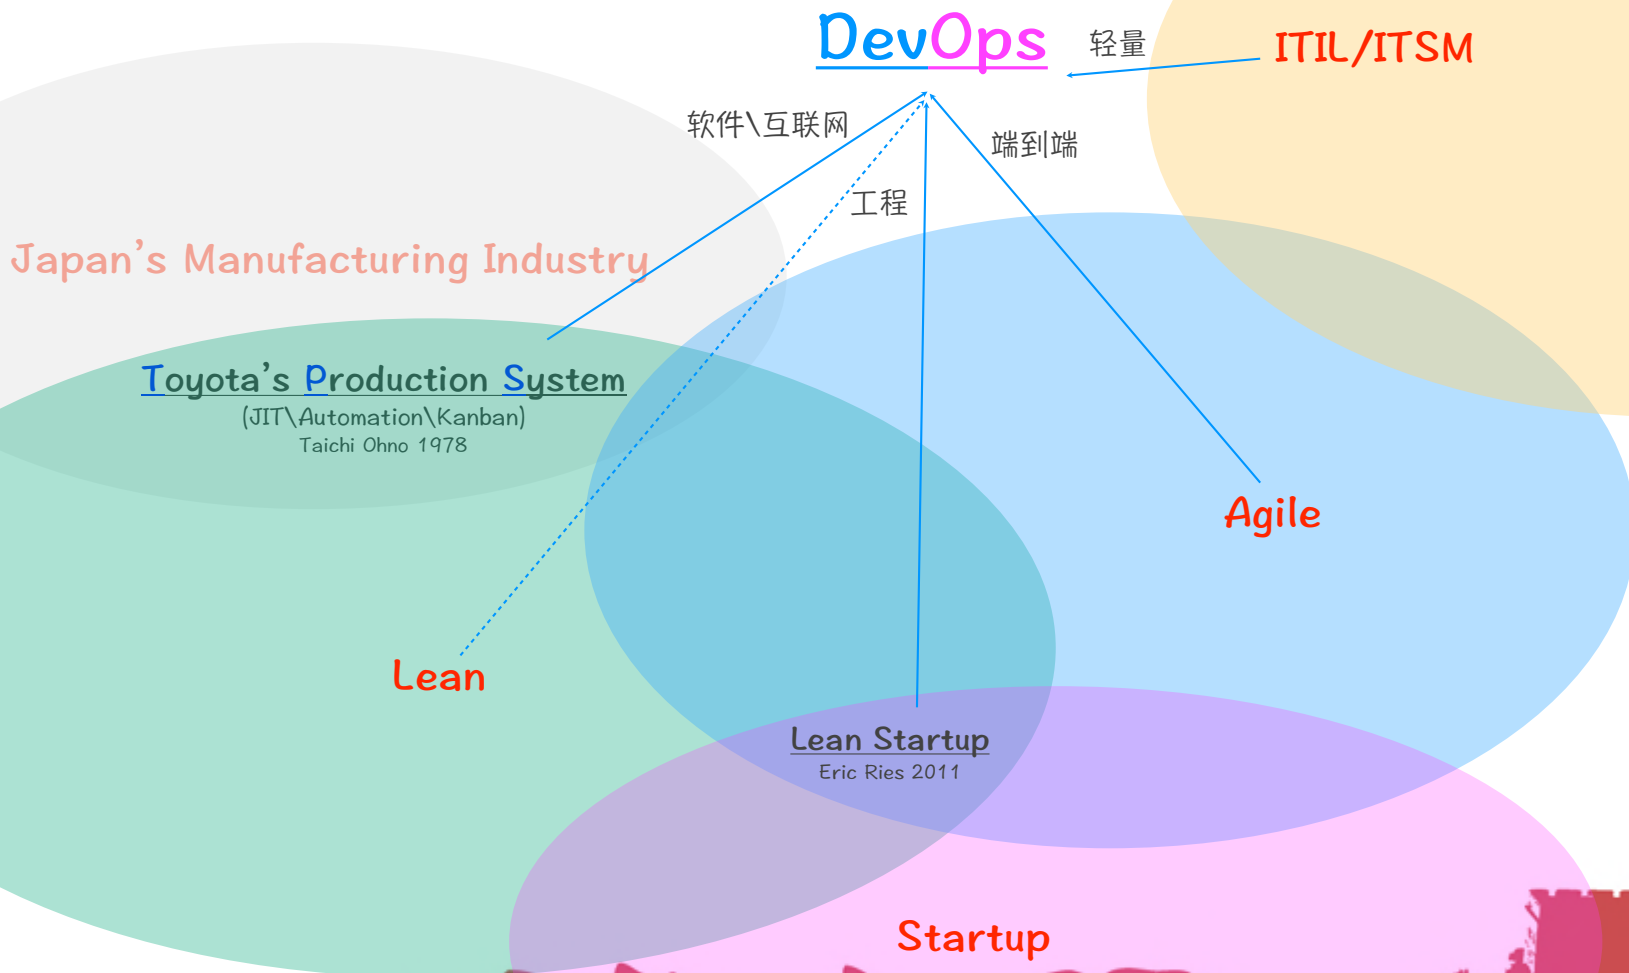 DevOps
轻量
ITIL/ITSM
软件\互联网
端到端
工程
Japan's Manufacturing Industry
Toyota's Production System
(JIT\Automation\Kanban)
Taichi Ohno 1978
Agile
Lean
Lean Startup
Eric Ries 2011
Startup